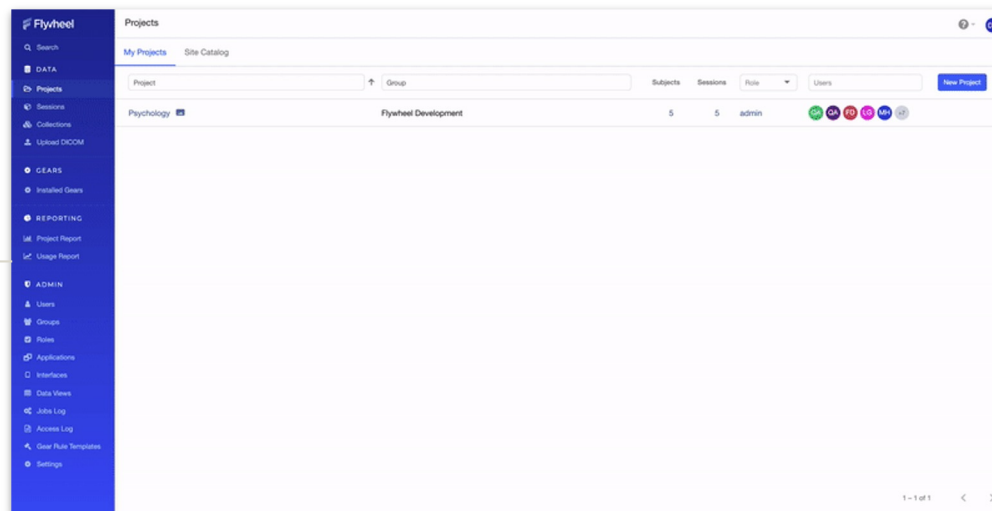 Flywheel
Projects
Search
My Projects Site Catalog
DATA
Projects
Sessions
Collections
Upload DICOM
GEARS
Installed Gears
REPORTING
Project Report
Usage Report
ADMIN
Users
Groups
Roles
Applications
Interfaces
Data Views
Jobs Log
Access Log
Gear Rule Templates
Settings
Project Group Subjects Sessions Role Users New Project
Psychology Flywheel Development 5 5 admin QA FD LG MH +7
1 – 1 of 1